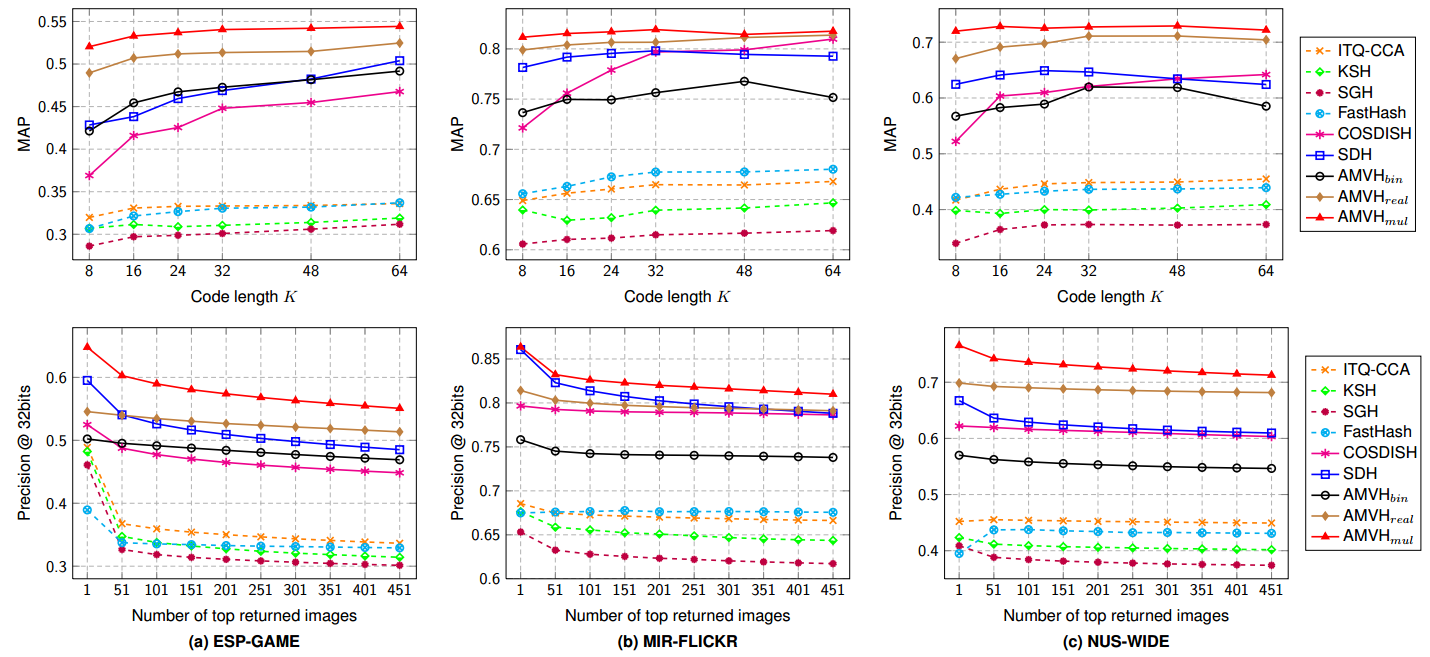 0.55
0.5
0.45
0.4
0.35
0.3
MAP
8 16 24 32 48 64
Code length K
0.8
0.75
0.7
0.65
0.6
MAP
8 16 24 32 48 64
Code length K
0.7
0.6
0.5
0.4
MAP
8 16 24 32 48 64
Code length K
ITQ-CCA
KSH
SGH
FastHash
COSDISH
SDH
AMVHbin
AMVHreal
AMVHmul
0.6
0.5
0.4
0.3
Precision @ 32bits
1 51 101 151 201 251 301 351 401 451
Number of top returned images
(a) ESP-GAME
0.85
0.8
0.75
0.7
0.65
0.6
Precision @ 32bits
1 51 101 151 201 251 301 351 401 451
Number of top returned images
(b) MIR-FLICKR
0.7
0.6
0.5
0.4
Precision @ 32bits
1 51 101 151 201 251 301 351 401 451
Number of top returned images
(c) NUS-WIDE
ITQ-CCA
KSH
SGH
FastHash
COSDISH
SDH
AMVHbin
AMVHreal
AMVHmul